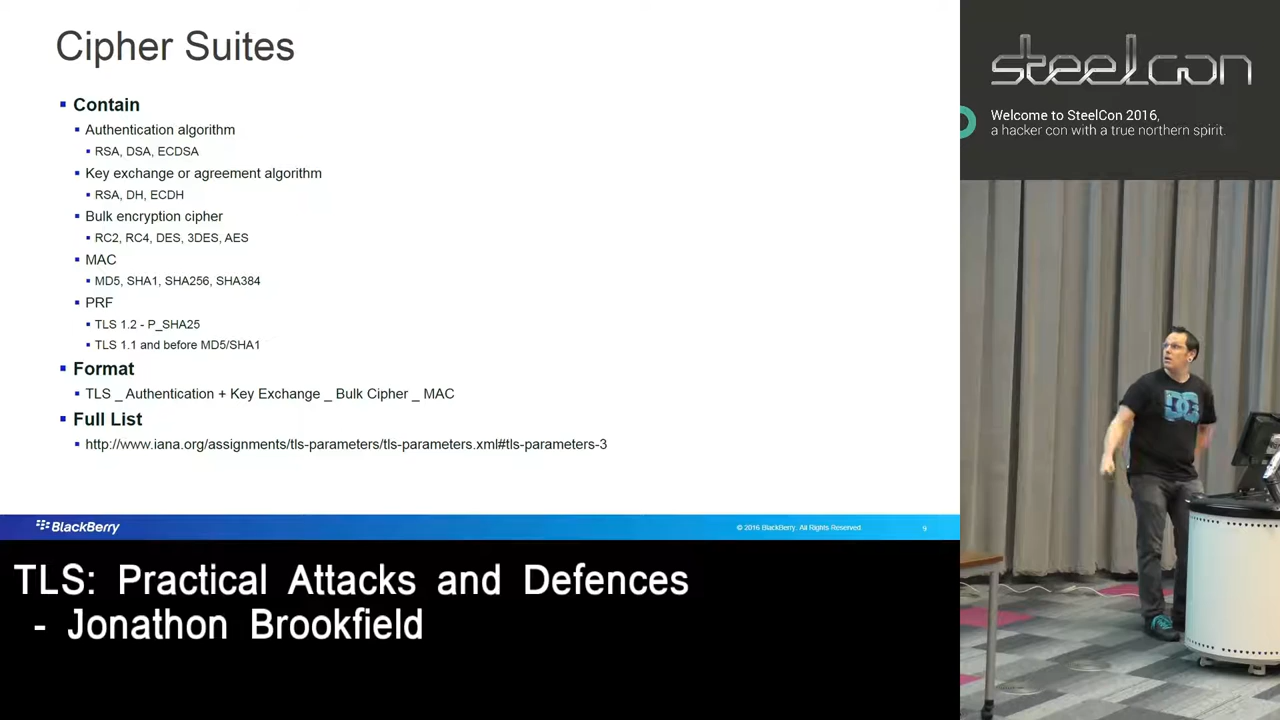 Cipher Suites
Contain
Authentication algorithm
RSA, DSA, ECDSA
Key exchange or agreement algorithm
RSA, DH, ECDH
Bulk encryption cipher
RC2, RC4, DES, 3DES, AES
MAC
MD5, SHA1, SHA256, SHA384
PRF
TLS 1.2 - P_SHA25
TLS 1.1 and before MD5/SHA1
Format
TLS _ Authentication + Key Exchange _ Bulk Cipher _ MAC
Full List
http://www.iana.org/assignments/tls-parameters/tls-parameters.xml#tls-parameters-3
BlackBerry
© 2016 BlackBerry. All Rights Reserved.
9
TLS: Practical Attacks and Defences
- Jonathon Brookfield
steelcon
Welcome to SteelCon 2016,
a hacker con with a true northern spirit.
DC